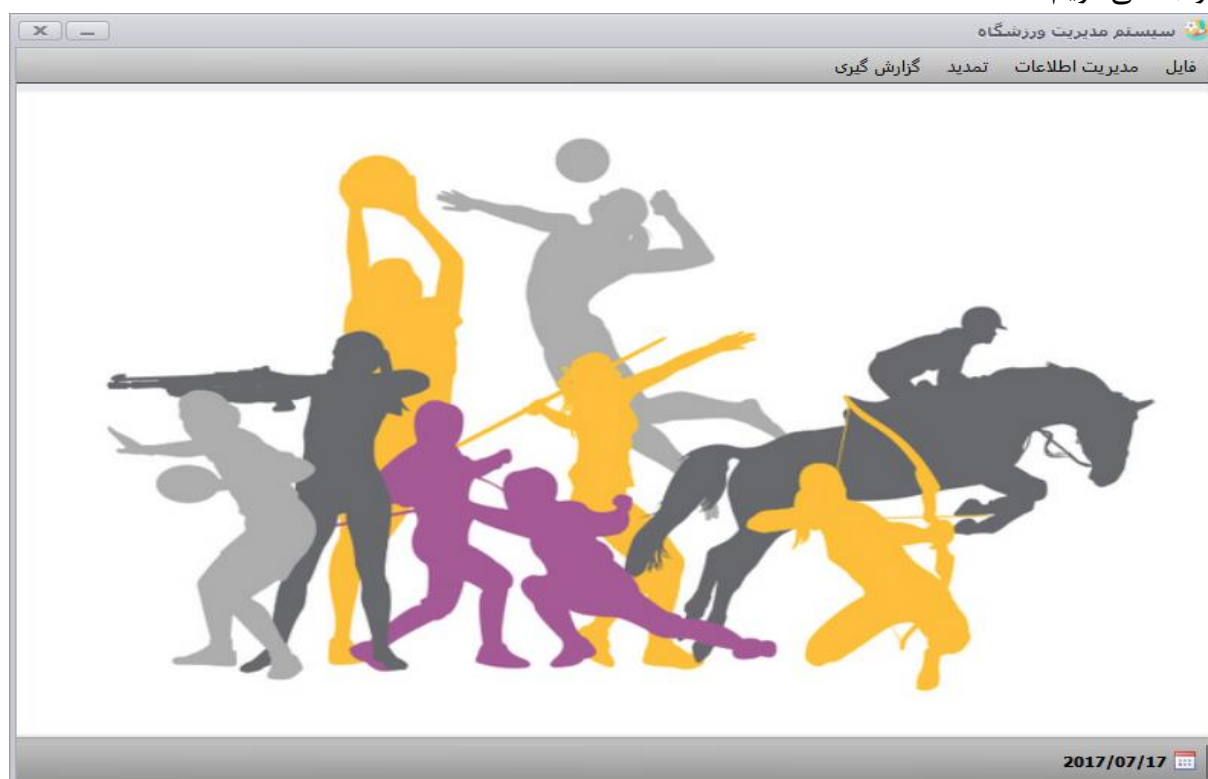 سیستم مدیریت ورزشگاه
فایل مدیریت اطلاعات تمدید گزارش گیری
2017/07/17